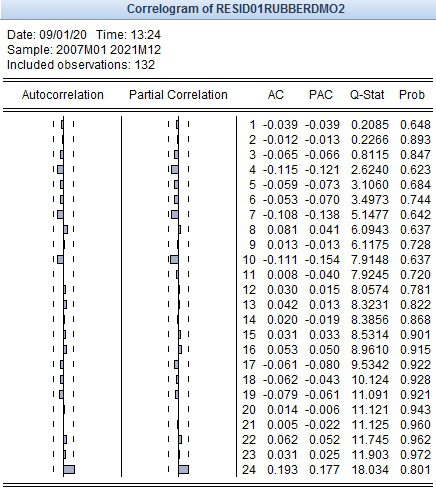 Correlogram of RESID01RUBBERDMO2
Date: 09/01/20 Time: 13:24
Sample: 2007M01 2021M12
Included observations: 132
Autocorrelation Partial Correlation AC PAC Q-Stat Prob
1 -0.039 -0.039 0.2085 0.648
2 -0.012 -0.013 0.2266 0.893
3 -0.065 -0.066 0.8115 0.847
4 -0.115 -0.121 2.6240 0.623
5 -0.059 -0.073 3.1060 0.684
6 -0.053 -0.070 3.4973 0.744
7 -0.108 -0.138 5.1477 0.642
8 0.081 0.041 6.0943 0.637
9 0.013 -0.013 6.1175 0.728
10 -0.111 -0.154 7.9148 0.637
11 0.008 -0.040 7.9245 0.720
12 0.030 0.015 8.0574 0.781
13 0.042 0.013 8.3231 0.822
14 0.020 -0.019 8.3856 0.868
15 0.031 0.033 8.5314 0.901
16 0.053 0.050 8.9610 0.915
17 -0.061 -0.080 9.5342 0.922
18 -0.062 -0.043 10.124 0.928
19 -0.079 -0.061 11.091 0.921
20 0.014 -0.006 11.121 0.943
21 0.005 -0.022 11.125 0.960
22 0.062 0.052 11.745 0.962
23 0.031 0.025 11.903 0.972
24 0.193 0.177 18.034 0.801